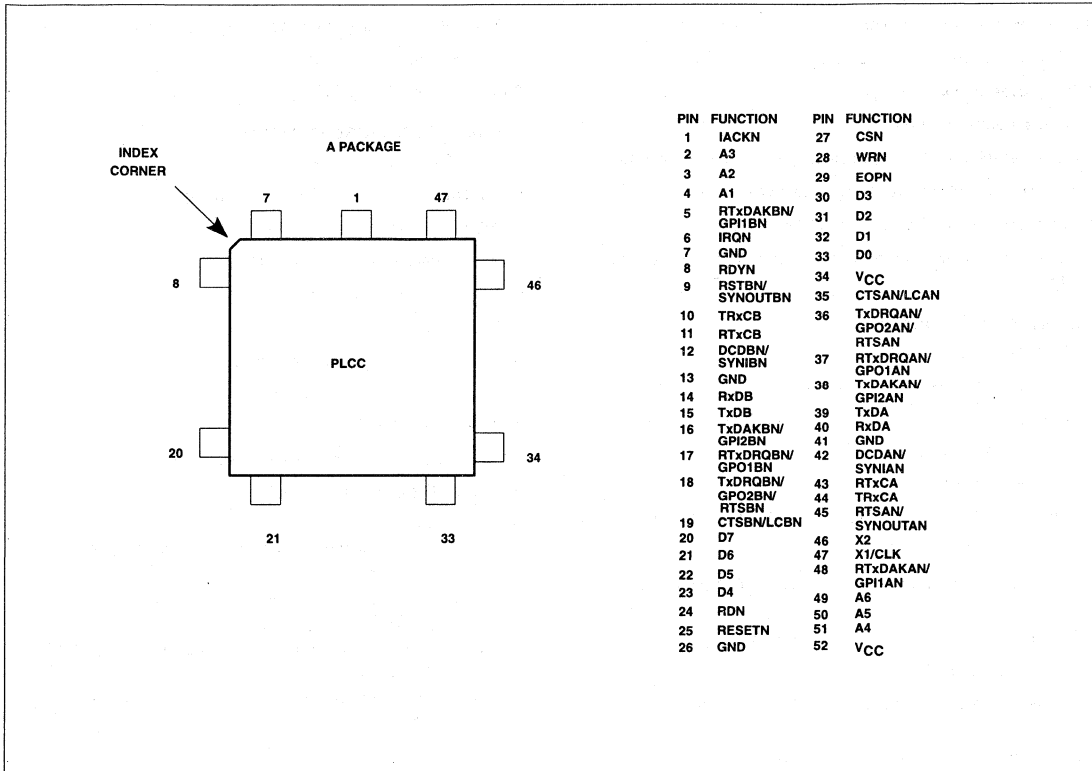 A PACKAGE
INDEX
CORNER
7
1
47
8
46
PLCC
20
34
21
33
PIN FUNCTION
1 IACKN
2 A3
3 A2
4 A1
5 RTxDAKBN/
GPI1BN
6 IRQN
7 GND
8 RDYN
9 RSTBN/
SYNOUTBN
10 TRxCB
11 RTxCB
12 DCDBN/
SYNIBN
13 GND
14 RxDB
15 TxDB
16 TxDAKBN/
GPI2BN
17 RTxDRQBN/
GPO1BN
18 TxDRQBN/
GPO2BN/
RTSBN
19 CTSBN/LCBN
20 D7
21 D6
22 D5
23 D4
24 RDN
25 RESETN
26 GND
PIN FUNCTION
27 CSN
28 WRN
29 EOPN
30 D3
31 D2
32 D1
33 D0
34 VCC
35 CTSAN/LCAN
36 TxDRQAN/
GPO2AN/
RTSAN
37 RTxDRQAN/
GPO1AN
38 TxDAKAN/
GPI2AN
39 TxDA
40 RxDA
41 GND
42 DCDAN/
SYNIAN
43 RTxCA
44 TRxCA
45 RTSAN/
SYNOUTAN
46 X2
47 X1/CLK
48 RTxDAKAN/
GPI1AN
49 A6
50 A5
51 A4
52 VCC